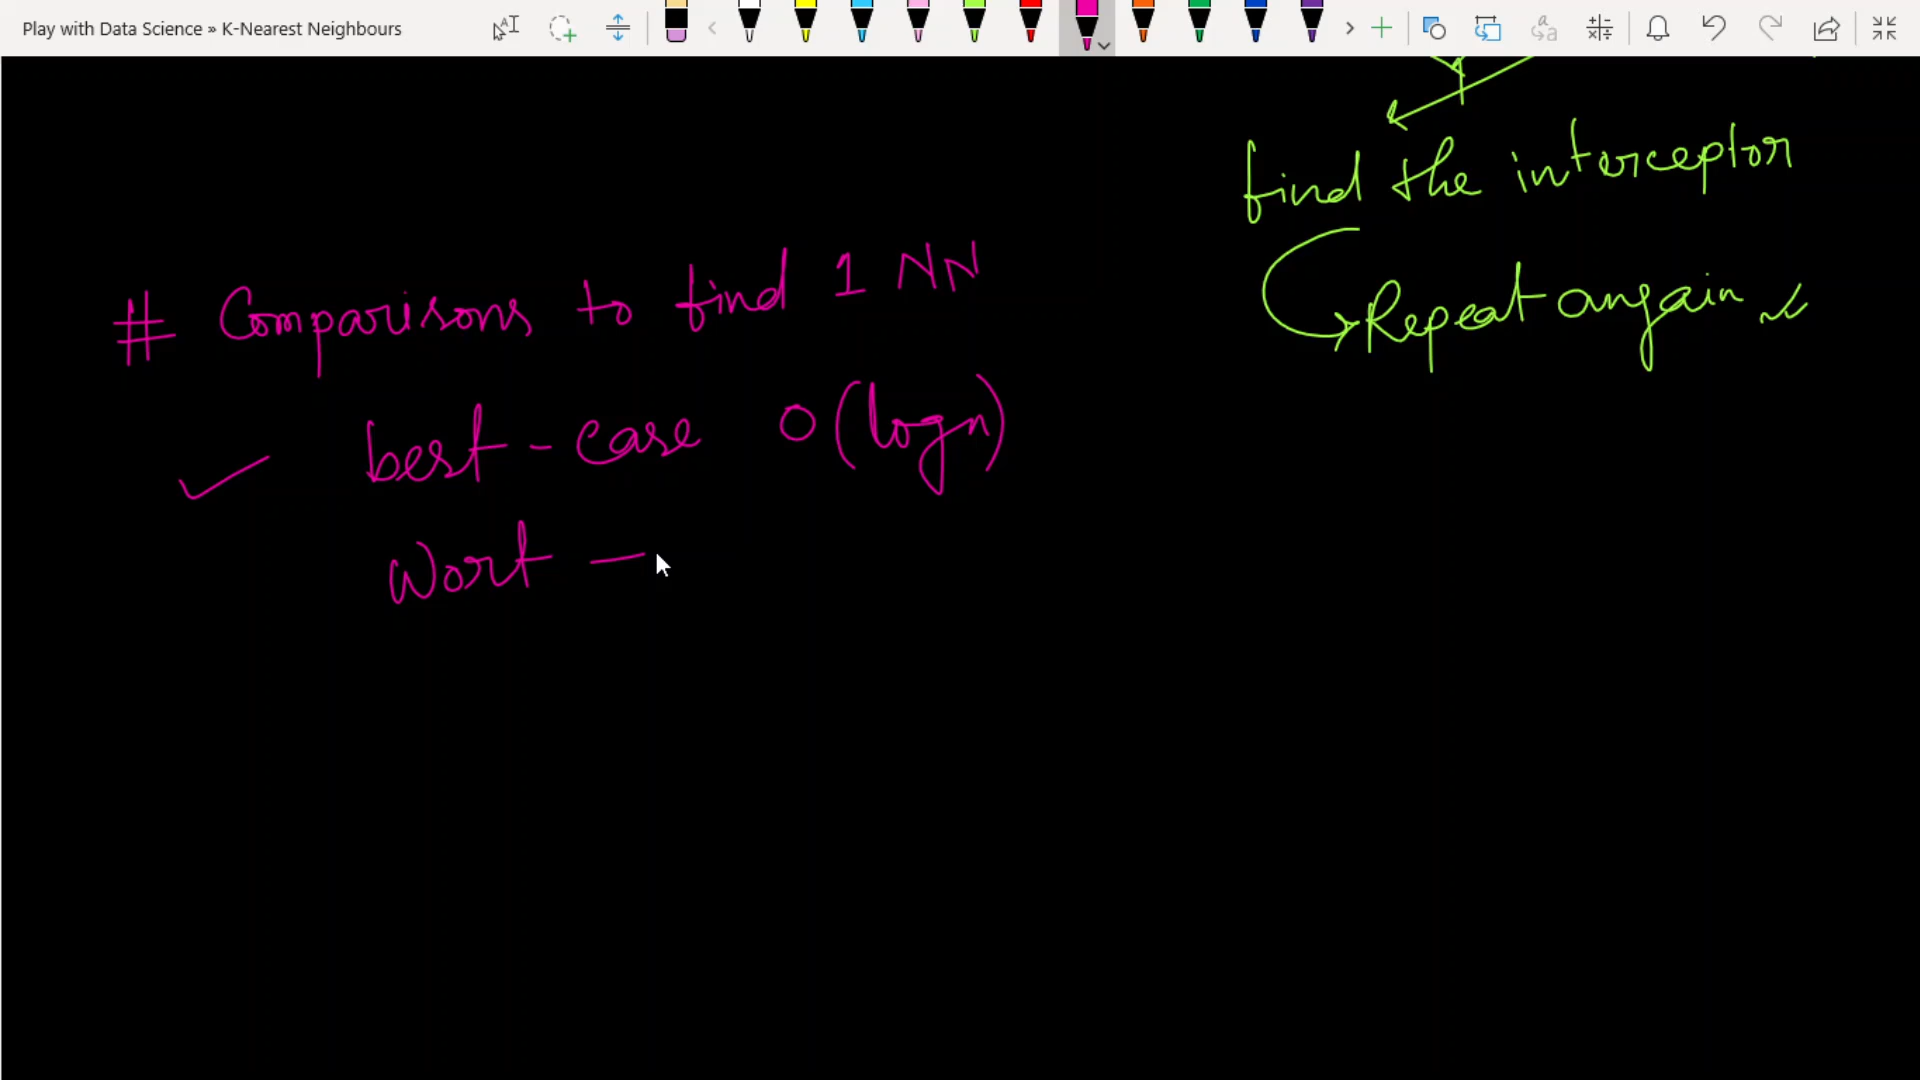 Play with Data Science » K-Nearest Neighbours
find the interceptor
Repeat angain
# Comparisons to find 1 NN
best - case O(logn)
Wort —